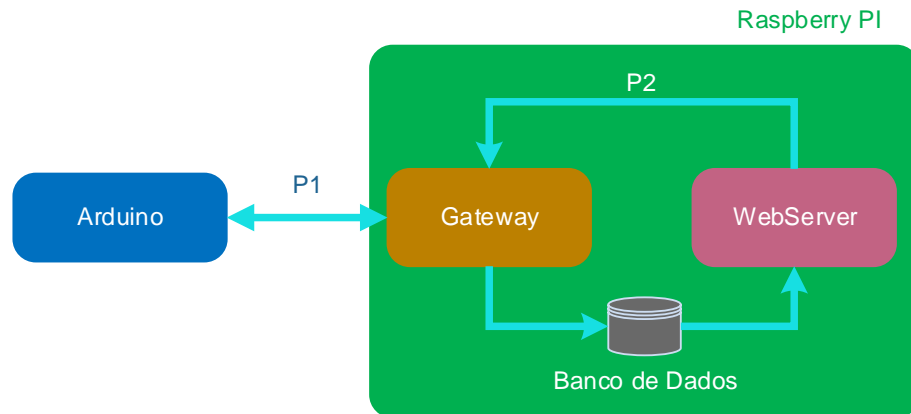 Raspberry PI
P2
P1
Arduino
Gateway
WebServer
Banco de Dados